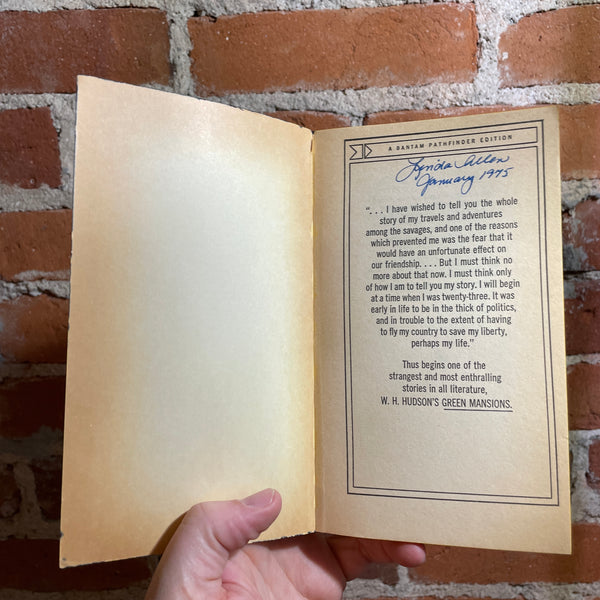 A BANTAM PATHFINDER EDITION
Linda Allen
January 1975
". . . I have wished to tell you the whole
story of my travels and adventures
among the savages, and one of the reasons
which prevented me was the fear that it
would have an unfortunate effect on
our friendship. . . . But I must think no
more about that now. I must think only
of how I am to tell you my story. I will begin
at a time when I was twenty-three. It was
early in life to be in the thick of politics,
and in trouble to the extent of having
to fly my country to save my liberty,
perhaps my life."
Thus begins one of the
strangest and most enthralling
stories in all literature,
W. H. HUDSON'S GREEN MANSIONS.